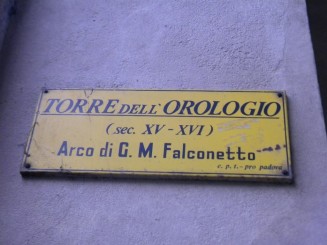 TORRE DELL'OROLOGIO
(sec. XV - XVI)
Arco di G. M. Falconetto
e. p. t. - pro padova